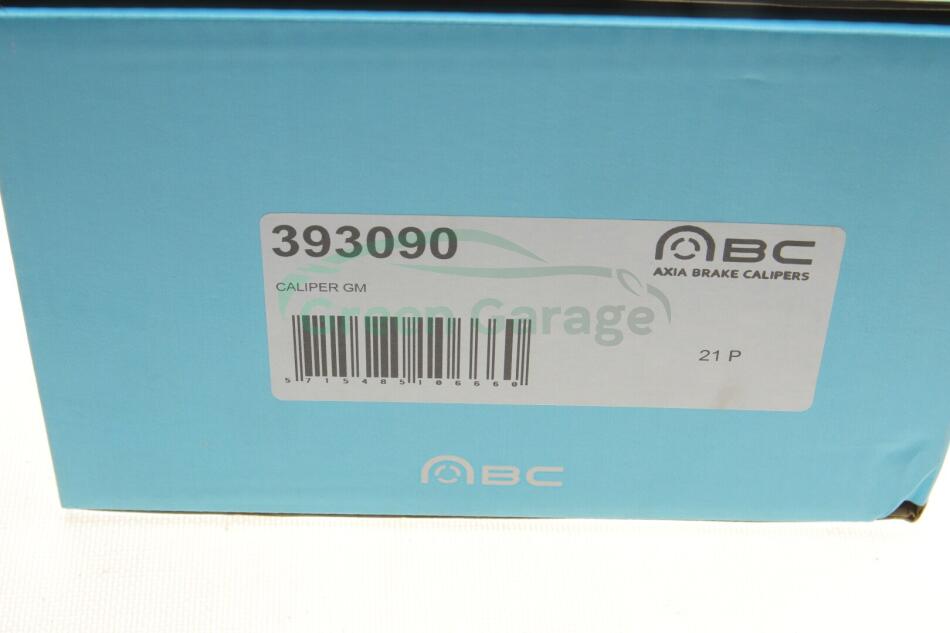 393090
ABC
AXIA BRAKE CALIPERS
CALIPER GM
Green Garage
5715485106660
21 P
ABC